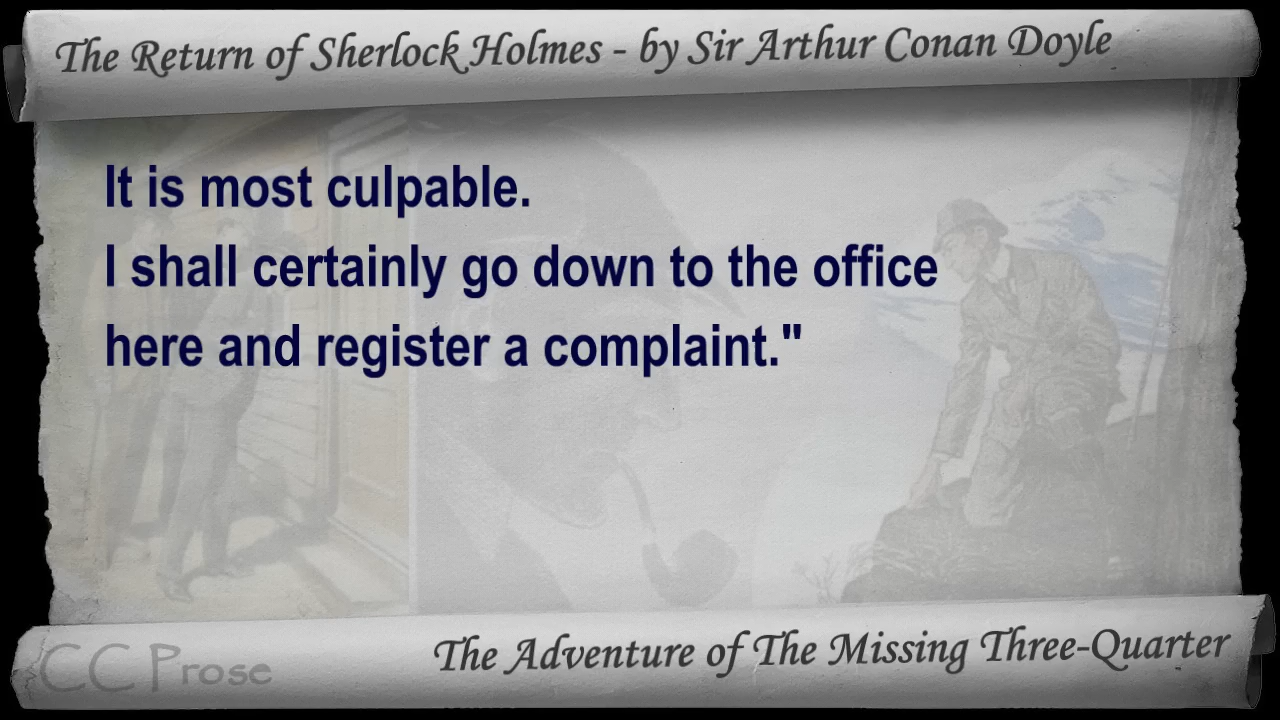 The Return of Sherlock Holmes - by Sir Arthur Conan Doyle
It is most culpable.
I shall certainly go down to the office
here and register a complaint."
The Adventure of The Missing Three-Quarter
CC Prose